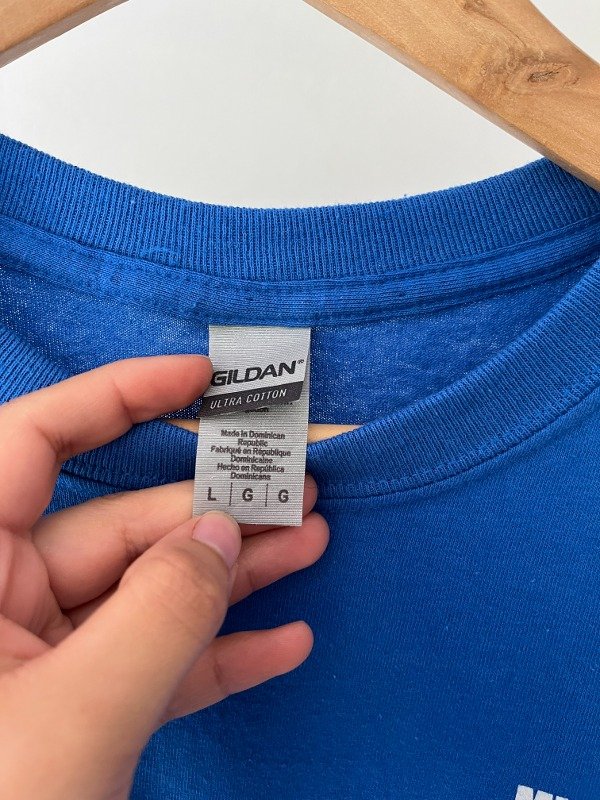 GILDAN®
ULTRA COTTON
Made in Dominican
Republic
Fabriqué en République
Dominicaine
Hecho en República
Dominicana
L | G | G